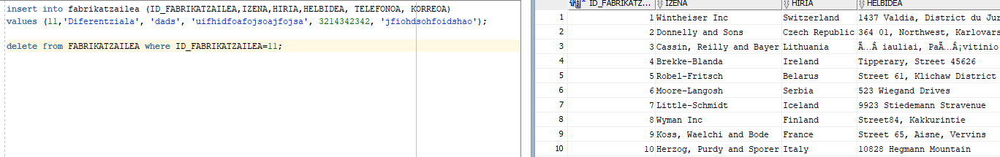 insert into fabrikatzailea (ID_FABRIKATZAILEA,IZENA,HIRIA,HELBIDEA, TELEFONOA, KORREOA)
values (11,'Diferentziala', 'dads', 'uifhidfoafojsoajfojsa', 3214342342, 'jfiohdsohfoidshao');
delete from FABRIKATZAILEA where ID_FABRIKATZAILEA=11;
ID_FABRIKATZ... IZENA HIRIA HELBIDEA
1 1 Wintheiser Inc Switzerland 1437 Valdia, District du Jur
2 2 Donnelly and Sons Czech Republic 364 01, Northwest, Karlovars
3 3 Cassin, Reilly and Bayer Lithuania Ã…Â iauliai, PaÃ…Â¡vitinio
4 4 Brekke-Blanda Ireland Tipperary, Street 45626
5 5 Robel-Fritsch Belarus Street 61, Klichaw District
6 6 Moore-Langosh Serbia 523 Wiegand Drives
7 7 Little-Schmidt Iceland 9923 Stiedemann Stravenue
8 8 Wyman Inc Finland Street84, Kakkurintie
9 9 Koss, Waelchi and Bode France Street 65, Aisne, Vervins
10 10 Herzog, Purdy and Sporer Italy 10828 Hegmann Mountain